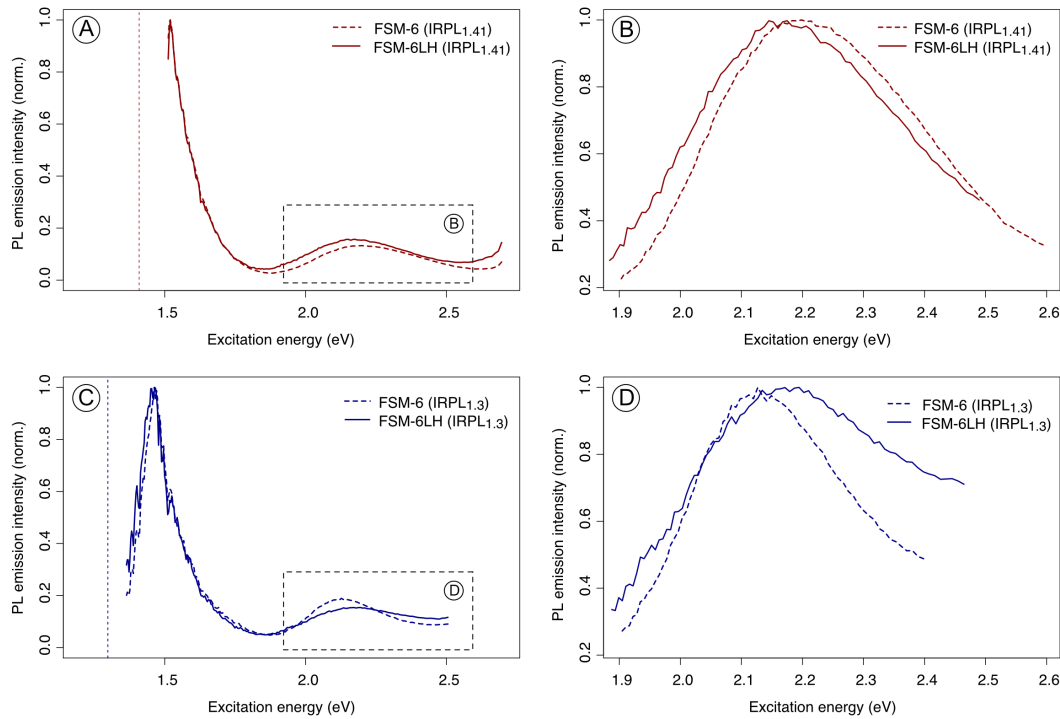 A
FSM-6 (IRPL1.41)
FSM-6LH (IRPL1.41)
PL emission intensity (norm.)
0.0 0.2 0.4 0.6 0.8 1.0
B
1.5 2.0 2.5
Excitation energy (eV)
B
FSM-6 (IRPL1.41)
FSM-6LH (IRPL1.41)
PL emission intensity (norm.)
0.2 0.4 0.6 0.8 1.0
1.9 2.0 2.1 2.2 2.3 2.4 2.5 2.6
Excitation energy (eV)
C
FSM-6 (IRPL1.3)
FSM-6LH (IRPL1.3)
PL emission intensity (norm.)
0.0 0.2 0.4 0.6 0.8 1.0
D
1.5 2.0 2.5
Excitation energy (eV)
D
FSM-6 (IRPL1.3)
FSM-6LH (IRPL1.3)
PL emission intensity (norm.)
0.2 0.4 0.6 0.8 1.0
1.9 2.0 2.1 2.2 2.3 2.4 2.5 2.6
Excitation energy (eV)